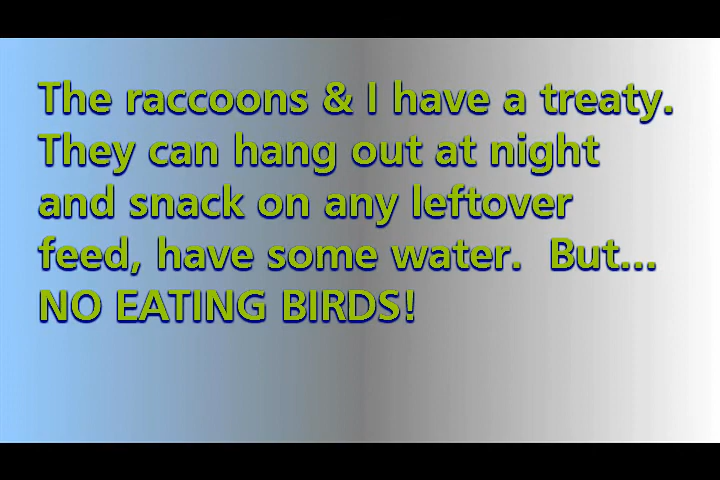 The raccoons & I have a treaty.
They can hang out at night
and snack on any leftover
feed, have some water.  But...
NO EATING BIRDS!